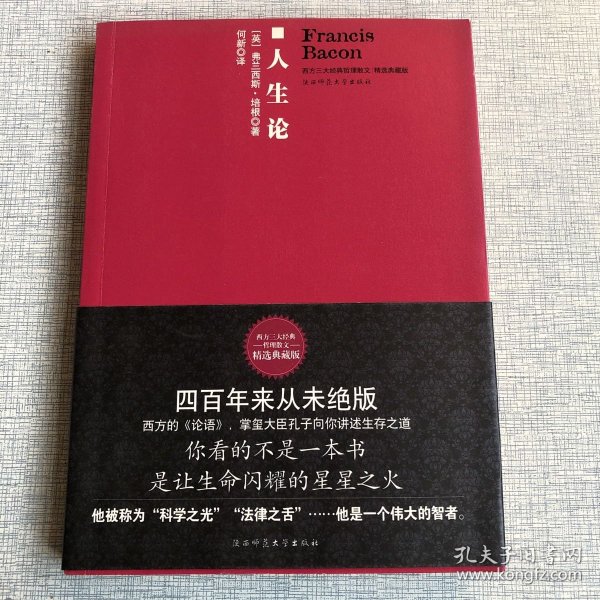 Francis
Bacon
西方三大经典哲理散文|精选典藏版
陕西师范大学出版社
人生论
[英] 弗兰西斯·培根◎著
何新◎译
西方三大经典
哲理散文
精选典藏版
四百年来从未绝版
西方的《论语》，掌玺大臣孔子向你讲述生存之道
你看的不是一本书
是让生命闪耀的星星之火
他被称为“科学之光”“法律之舌”……他是一个伟大的智者。
陕西师范大学出版社
孔夫子旧书网
www.kongfz.com